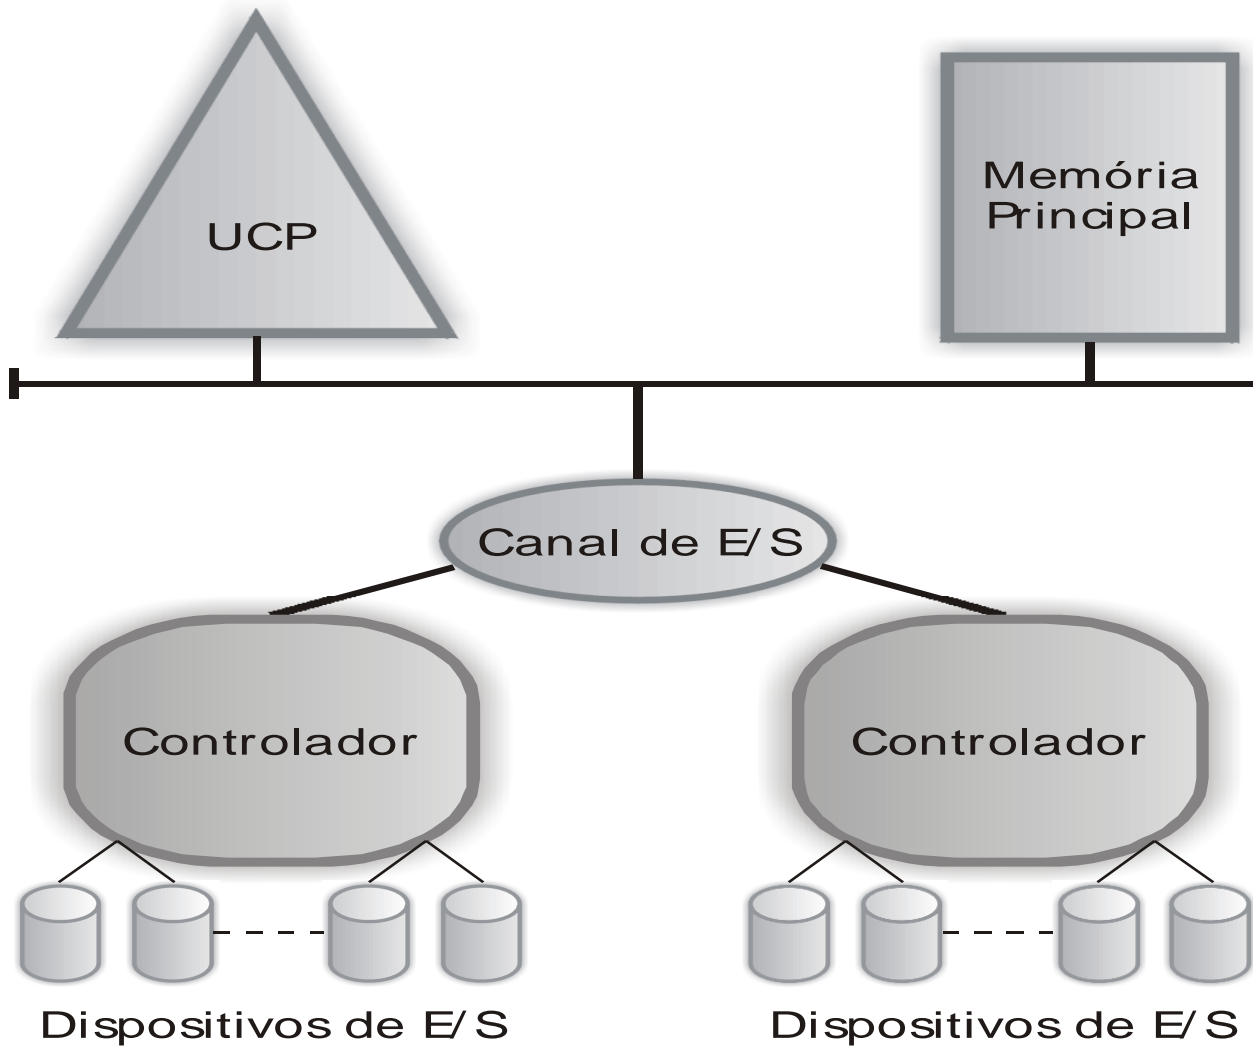 UCP
Memória
Principal
Canal de E/S
Controlador
Controlador
Dispositivos de E/S
Dispositivos de E/S